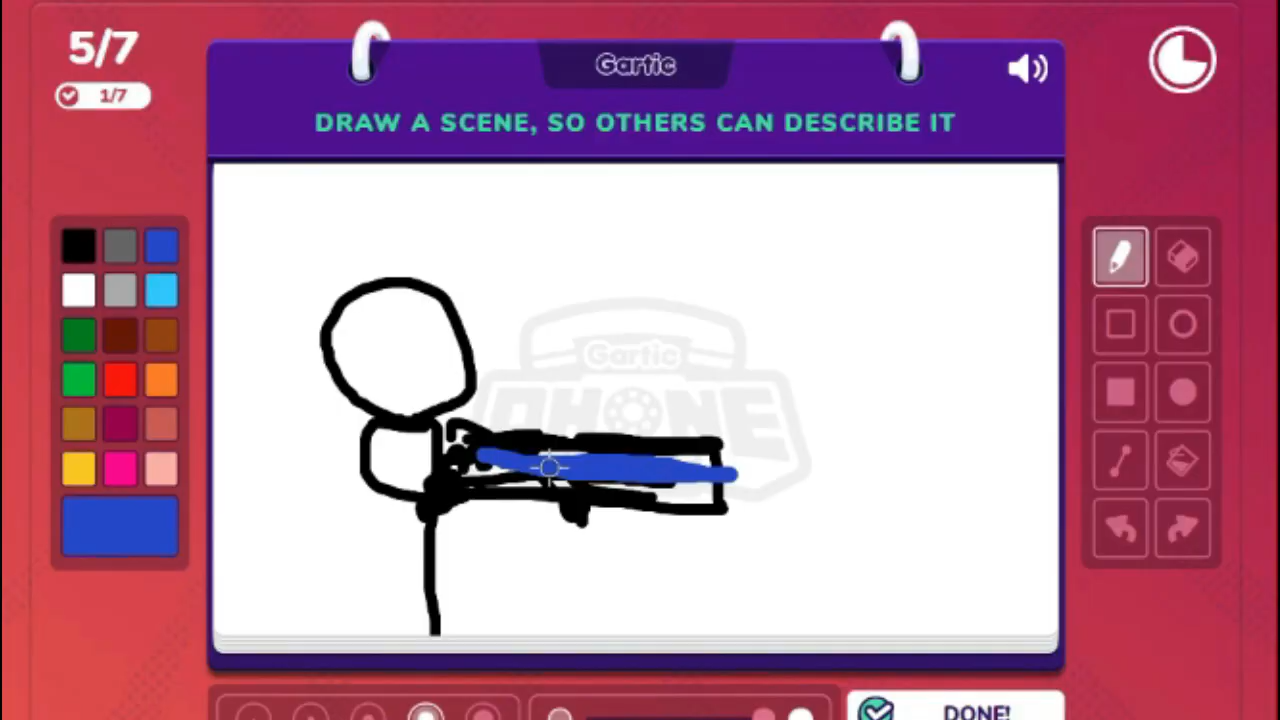 5/7
1/7
Gartic
DRAW A SCENE, SO OTHERS CAN DESCRIBE IT
Gartic
PHONE
DONE!